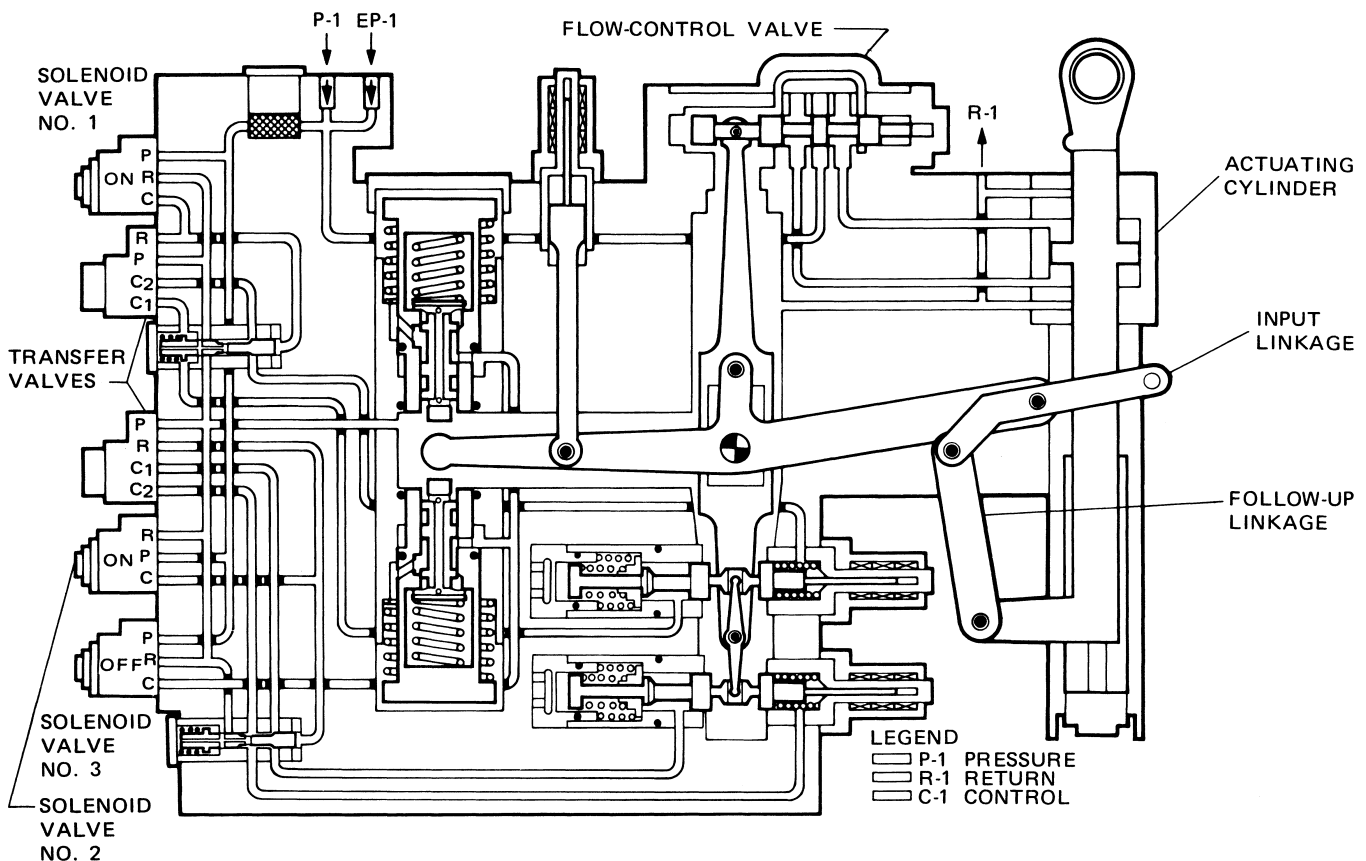 P-1 EP-1
FLOW-CONTROL VALVE
SOLENOID
VALVE
NO. 1
R-1
ACTUATING
CYLINDER
P
ON R
C
R
P
C2
C1
TRANSFER
VALVES
INPUT
LINKAGE
P
R
C1
C2
FOLLOW-UP
LINKAGE
R
ON P
C
P
OFF R
C
SOLENOID
VALVE
NO. 3
SOLENOID
VALVE
NO. 2
LEGEND
P-1 PRESSURE
R-1 RETURN
C-1 CONTROL